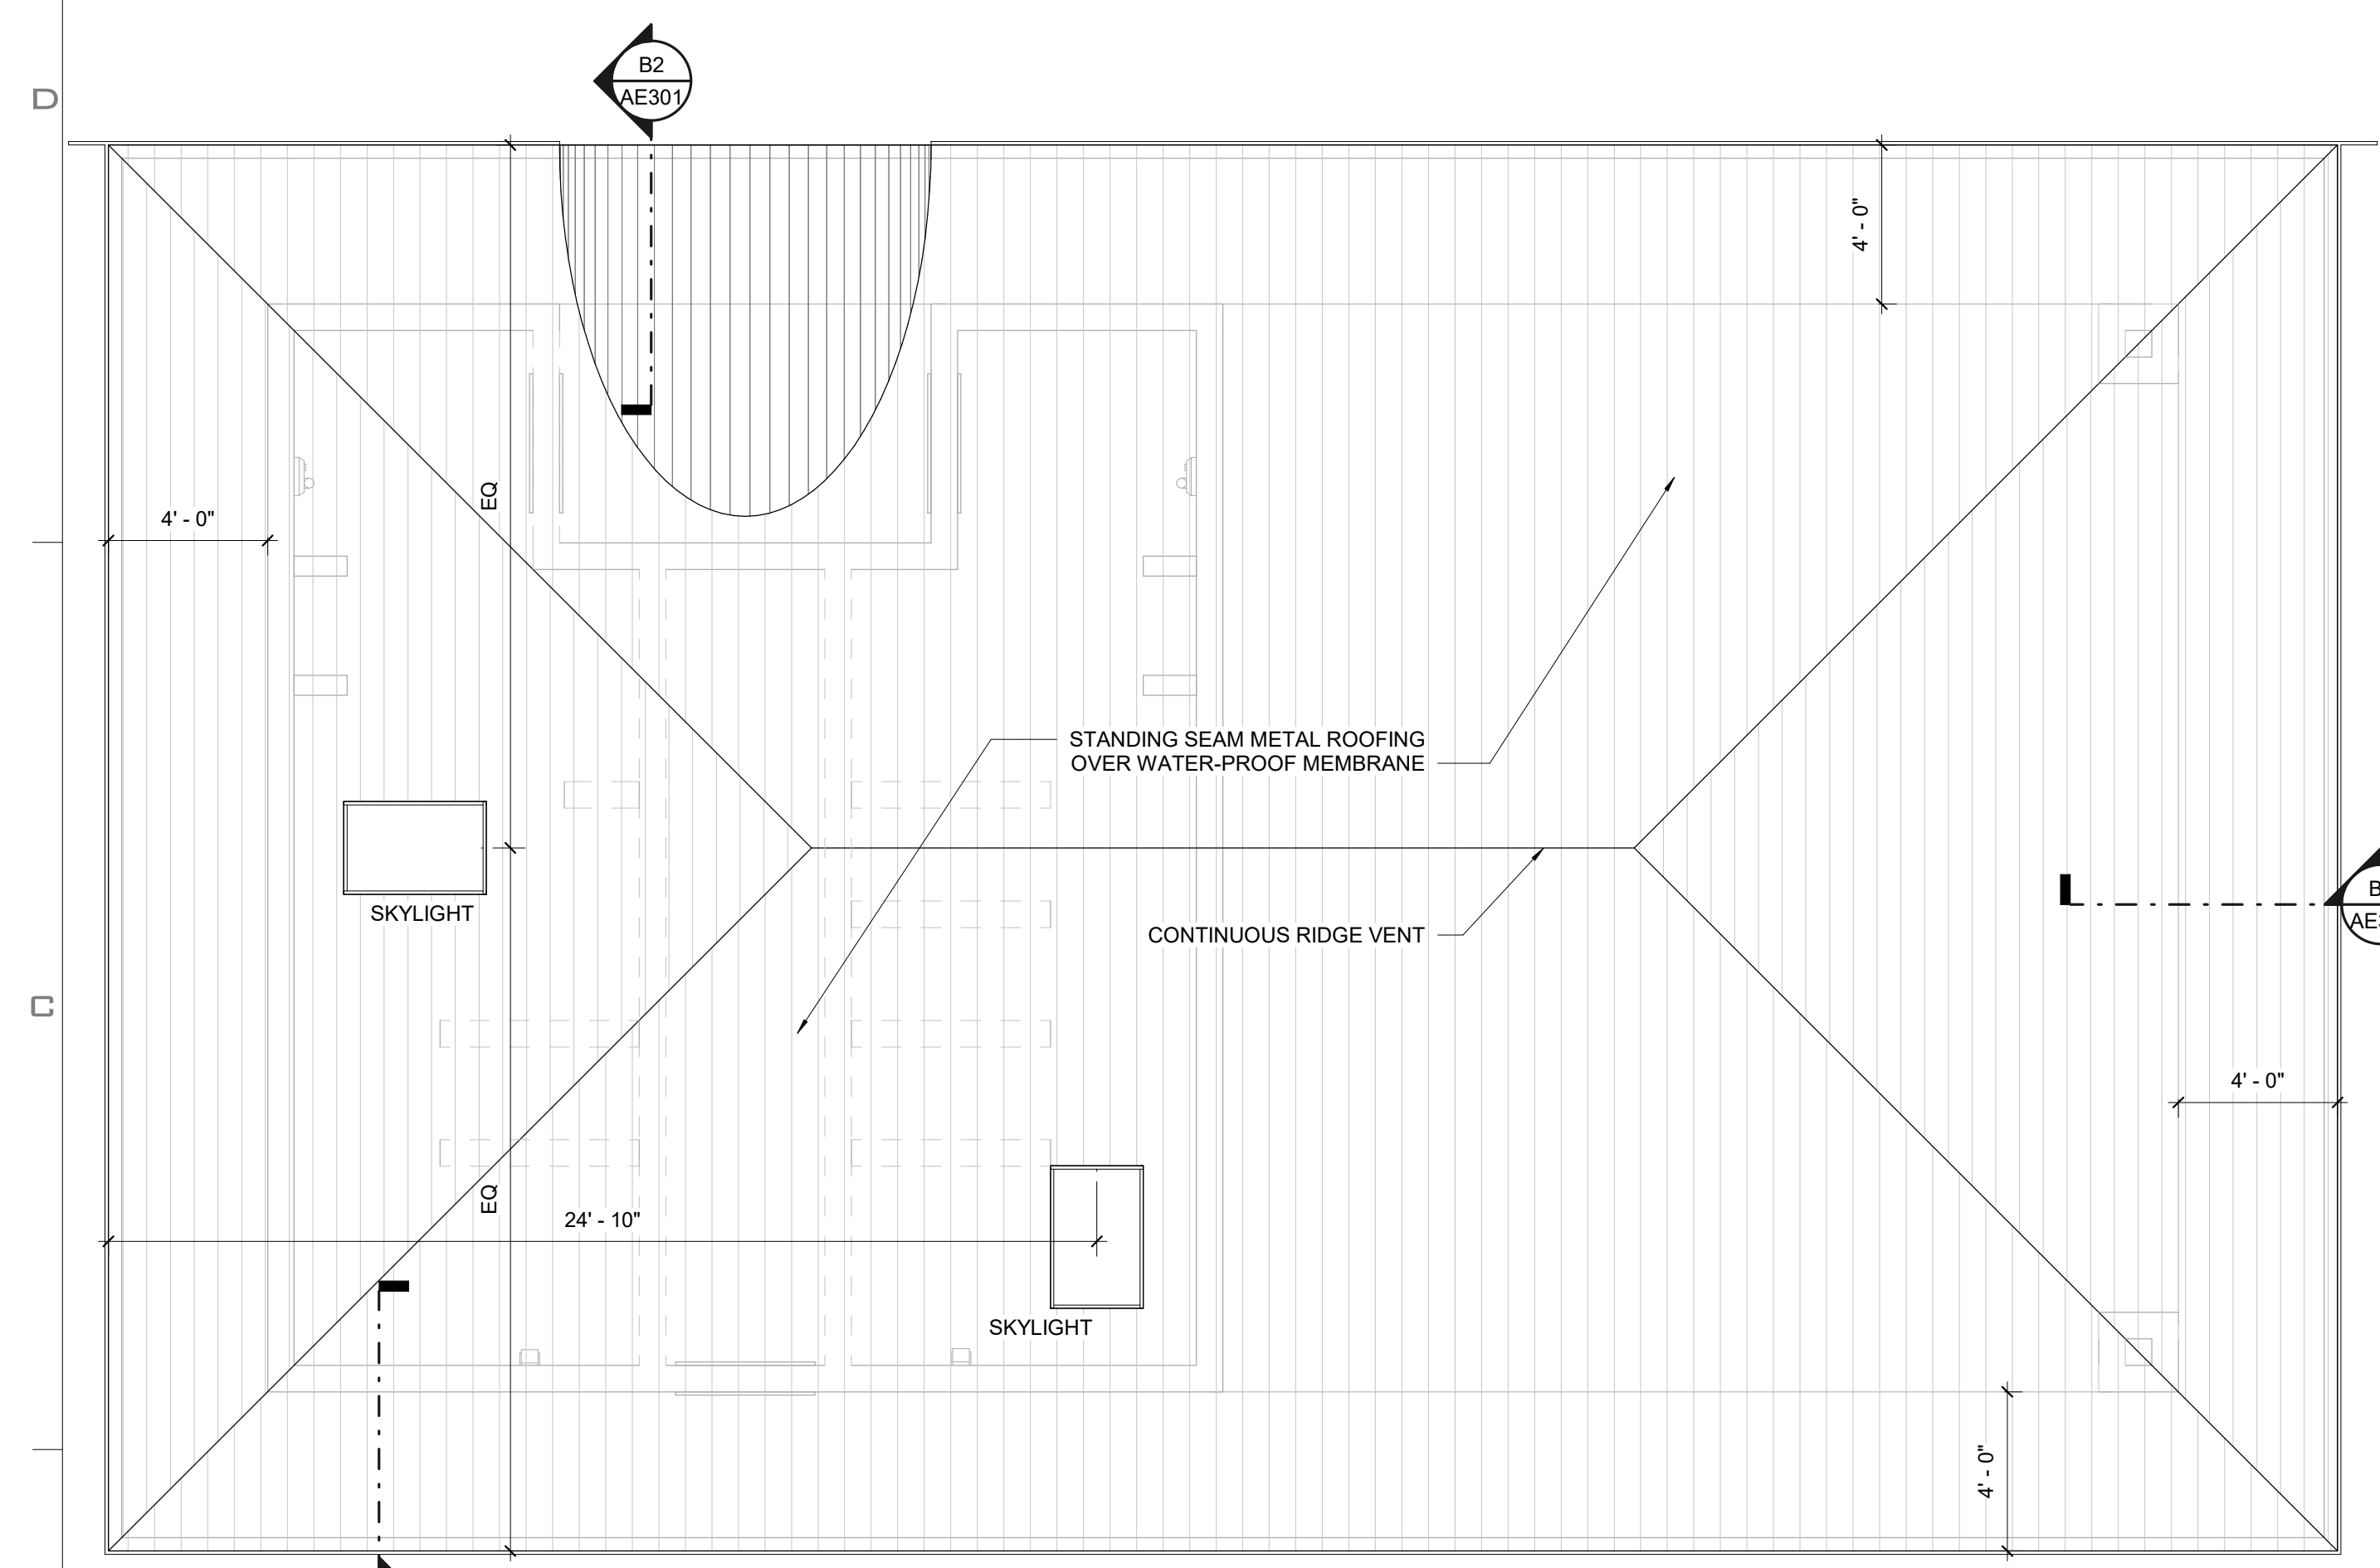 B2
AE301
D
4' - 0"
EQ
4' - 0"
STANDING SEAM METAL ROOFING
OVER WATER-PROOF MEMBRANE
SKYLIGHT
CONTINUOUS RIDGE VENT
B
AE
C
4' - 0"
EQ
24' - 10"
SKYLIGHT
4' - 0"